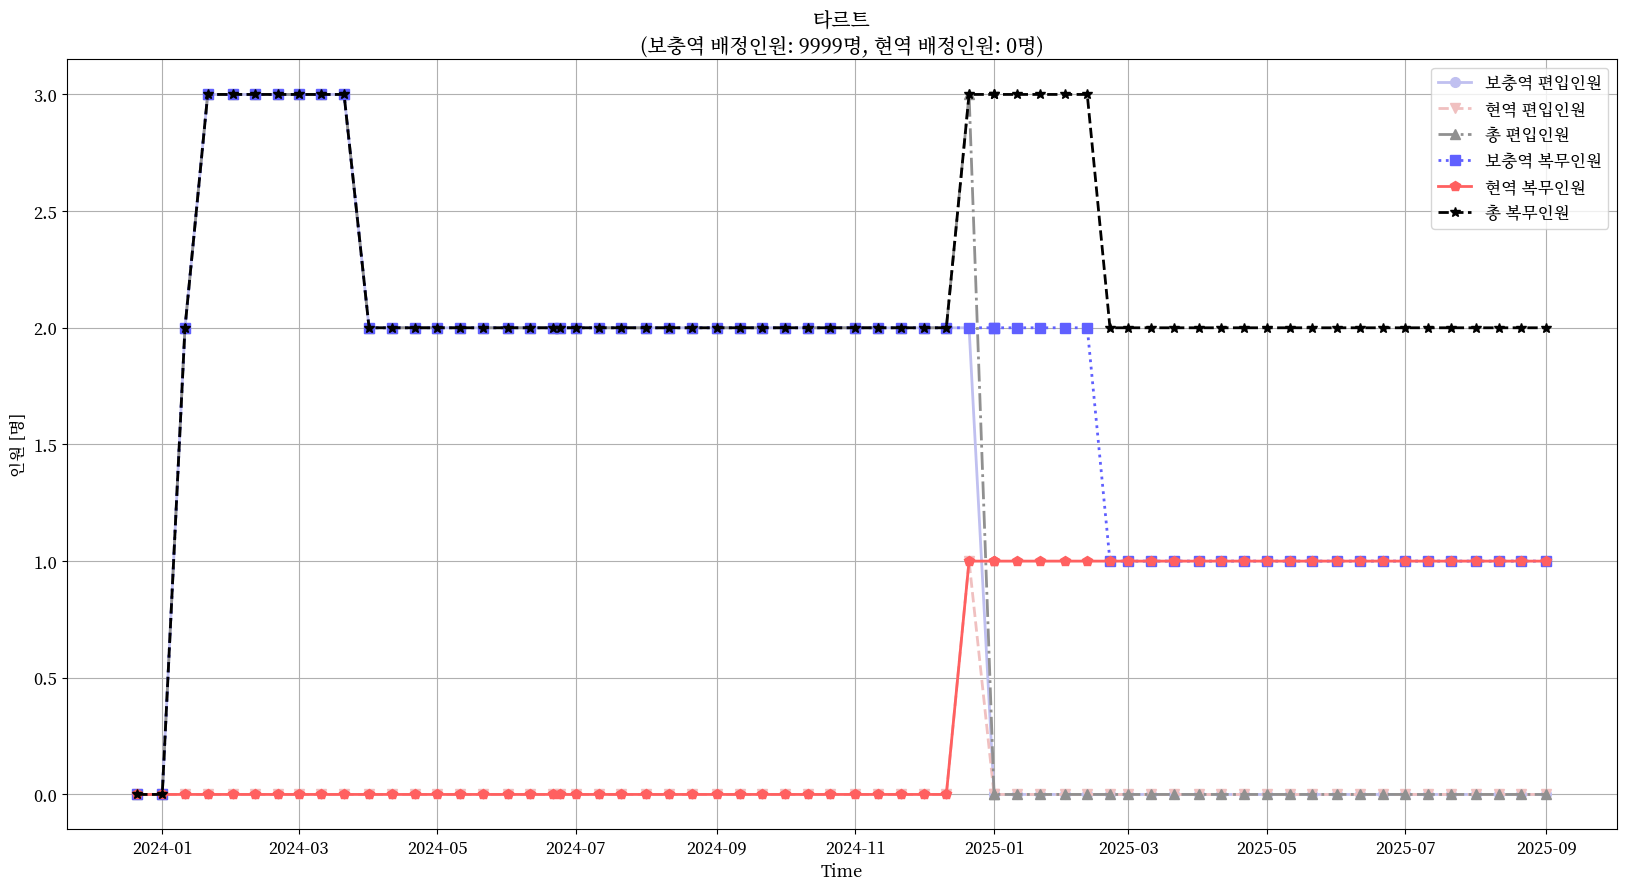 타르트
(보충역 배정인원: 9999명, 현역 배정인원: 0명)
보충역 편입인원
현역 편입인원
총 편입인원
보충역 복무인원
현역 복무인원
총 복무인원
인원 [명]
3.0
2.5
2.0
1.5
1.0
0.5
0.0
2024-01
2024-03
2024-05
2024-07
2024-09
2024-11
2025-01
2025-03
2025-05
2025-07
2025-09
Time